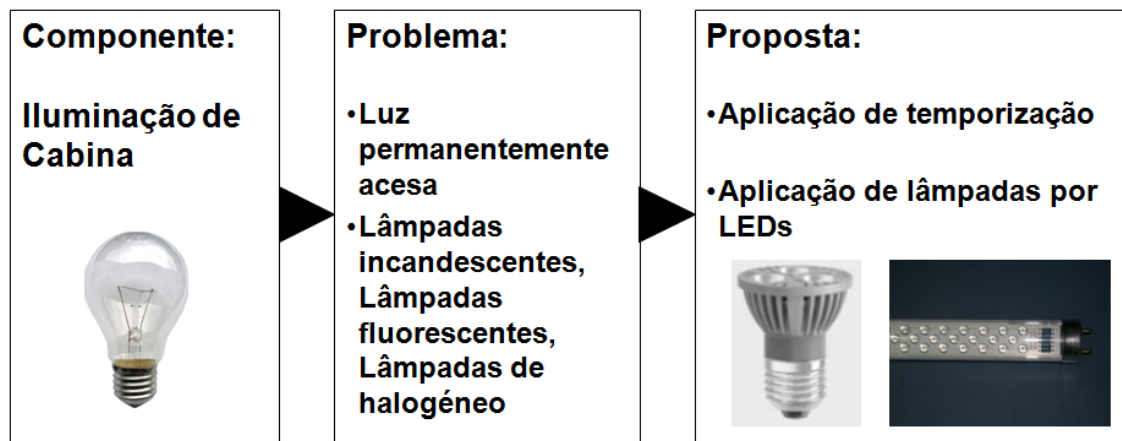 Componente:
Iluminação de
Cabina
Problema:
•Luz
permanentemente
acesa
•Lâmpadas
incandescentes,
Lâmpadas
fluorescentes,
Lâmpadas de
halogéneo
Proposta:
•Aplicação de temporização
•Aplicação de lâmpadas por
LEDs